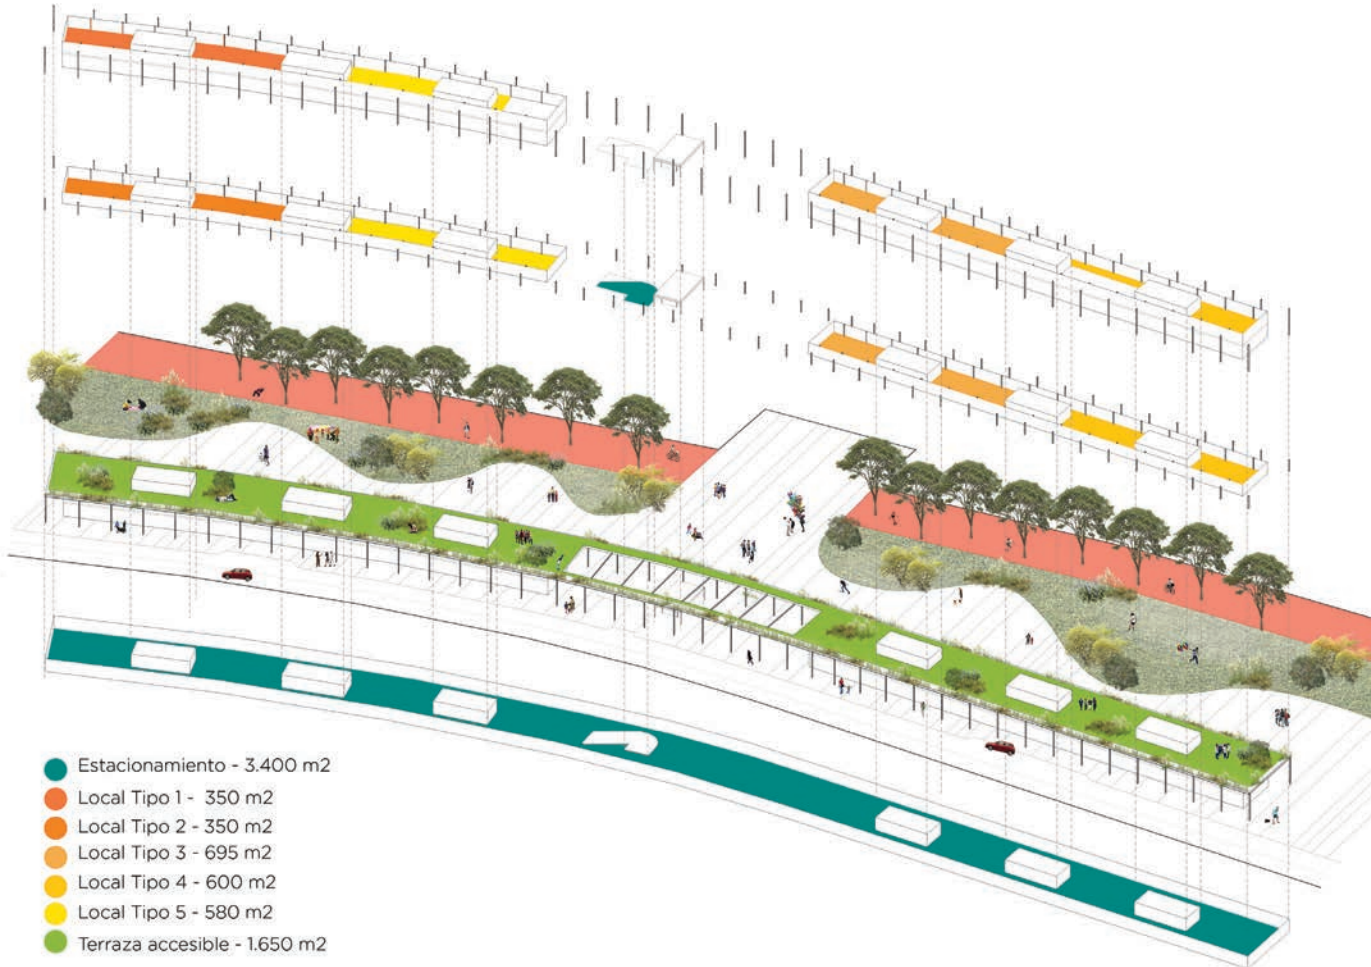 Estacionamiento - 3.400 m2
Local Tipo 1 - 350 m2
Local Tipo 2 - 350 m2
Local Tipo 3 - 695 m2
Local Tipo 4 - 600 m2
Local Tipo 5 - 580 m2
Terraza accesible - 1.650 m2